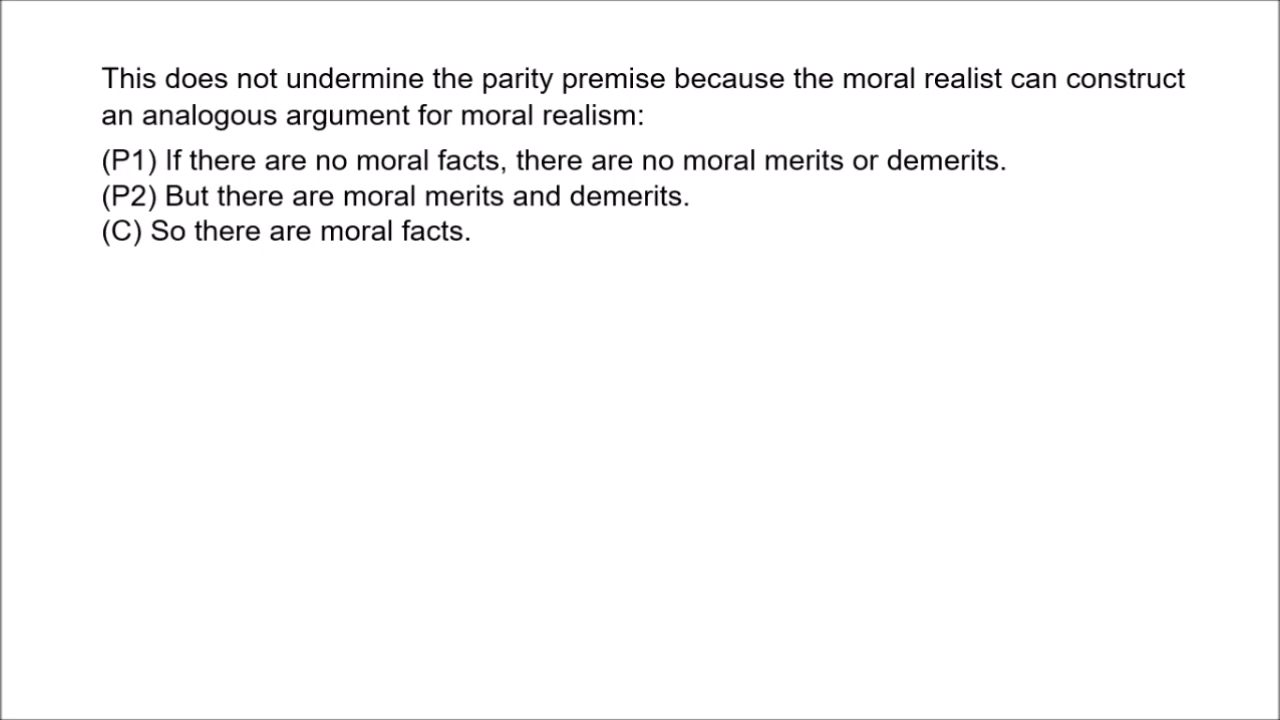 This does not undermine the parity premise because the moral realist can construct
an analogous argument for moral realism:
(P1) If there are no moral facts, there are no moral merits or demerits.
(P2) But there are moral merits and demerits.
(C) So there are moral facts.